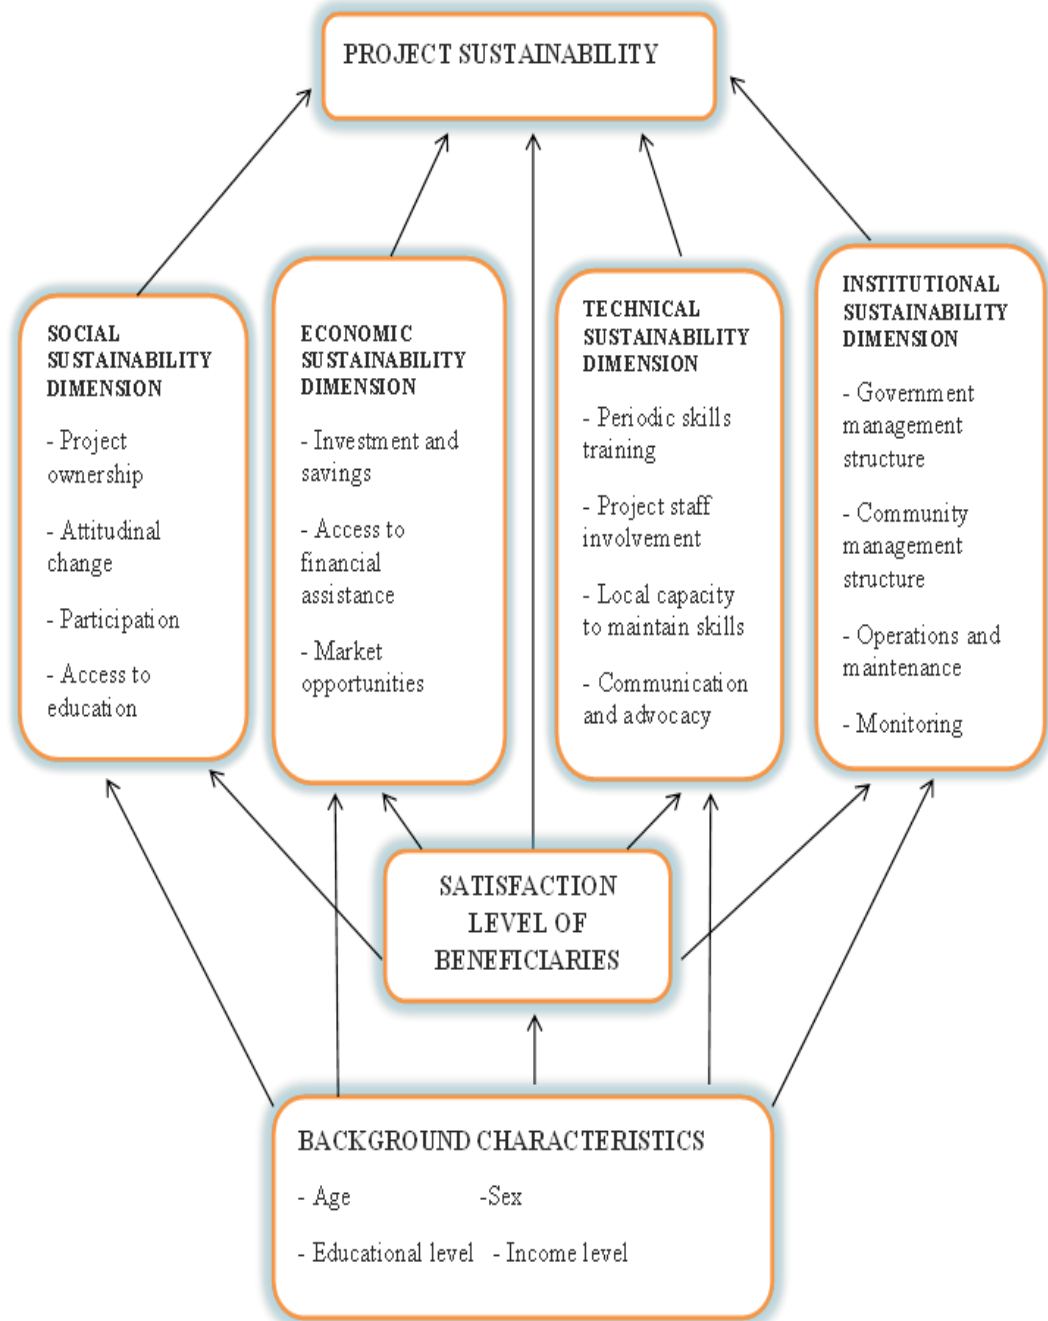 PROJECT SUSTAINABILITY
SOCIAL
SUSTAINABILITY
DIMENSION
- Project
ownership
- Attitudinal
change
- Participation
- Access to
education
ECONOMIC
SUSTAINABILITY
DIMENSION
- Investment and
savings
- Access to
financial
assistance
- Market
opportunities
TECHNICAL
SUSTAINABILITY
DIMENSION
- Periodic skills
training
- Project staff
involvement
- Local capacity
to maintain skills
- Communication
and advocacy
INSTITUTIONAL
SUSTAINABILITY
DIMENSION
- Government
management
structure
- Community
management
structure
- Operations and
maintenance
- Monitoring
SATISFACTION
LEVEL OF
BENEFICIARIES
BACKGROUND CHARACTERISTICS
- Age -Sex
- Educational level - Income level